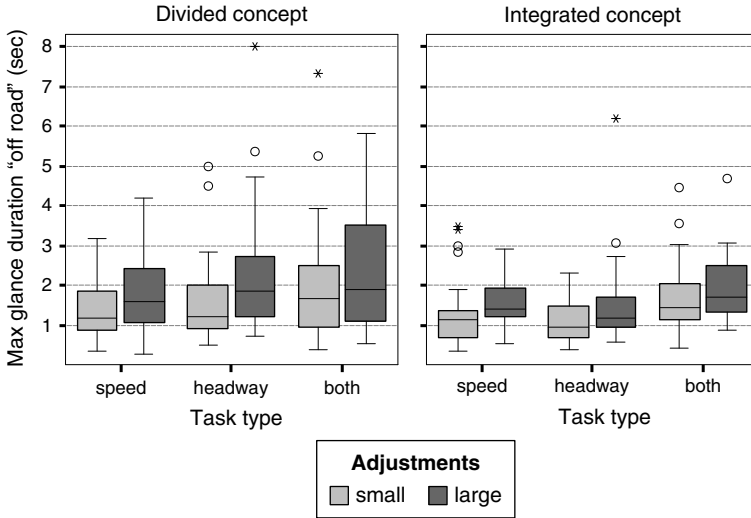 Divided concept
Integrated concept
Max glance duration “off road” (sec)
8
7
6
5
4
3
2
1
speed headway both
speed headway both
Task type
Task type
Adjustments
small large